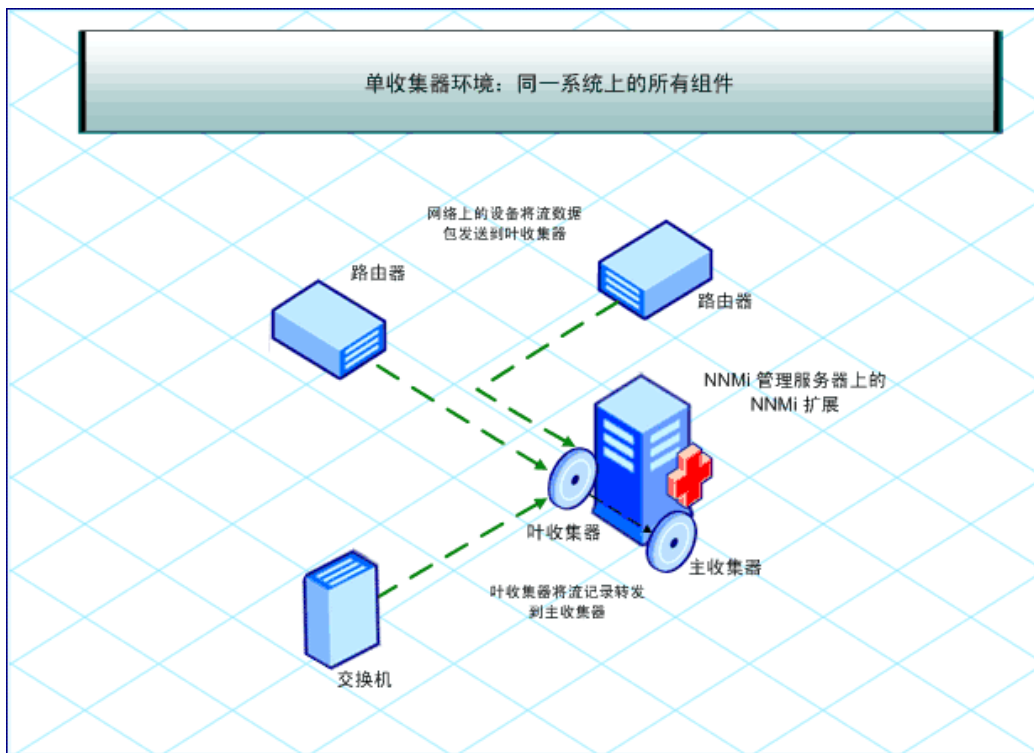 单收集器环境：同一系统上的所有组件
网络上的设备将流数据
包发送到叶收集器
路由器
路由器
NNMi 管理服务器上的
NNMi 扩展
叶收集器
主收集器
叶收集器将流记录转发
到主收集器
交换机